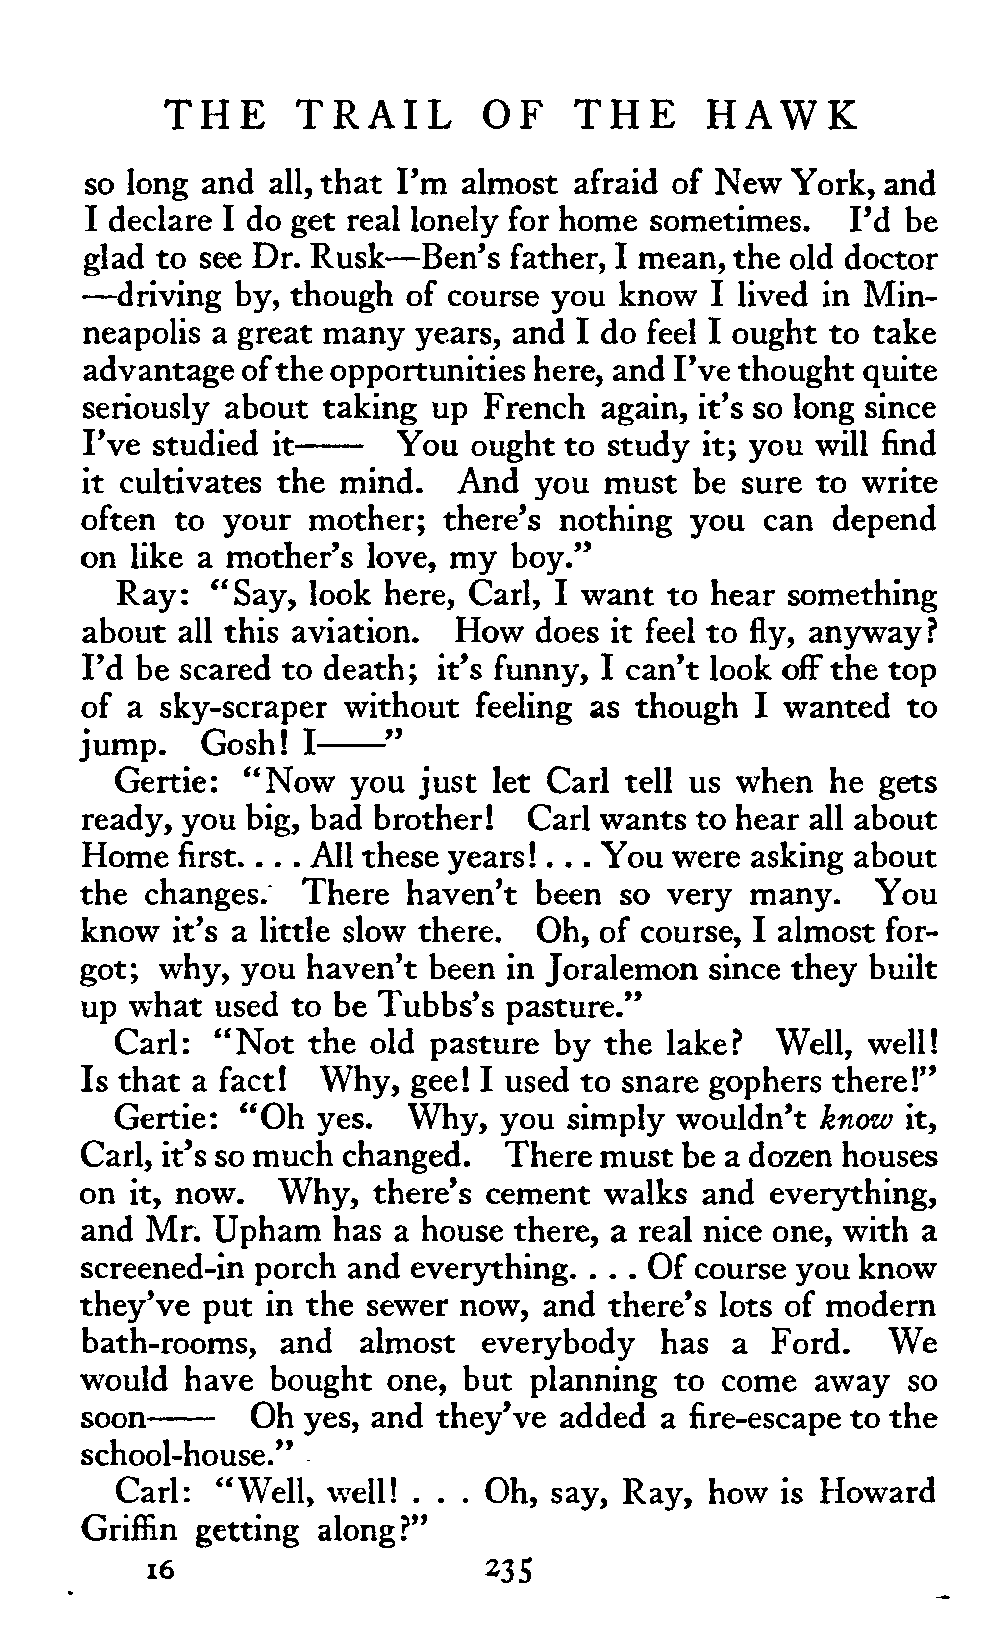 THE TRAIL OF THE HAWK
so long and all, that I'm almost afraid of New York, and
I declare I do get real lonely for home sometimes. I'd be
glad to see Dr. Rusk—Ben's father, I mean, the old doctor
—driving by, though of course you know I lived in Min-
neapolis a great many years, and I do feel I ought to take
advantage of the opportunities here, and I've thought quite
seriously about taking up French again, it's so long since
I've studied it—— You ought to study it; you will find
it cultivates the mind. And you must be sure to write
often to your mother; there's nothing you can depend
on like a mother's love, my boy."
Ray: "Say, look here, Carl, I want to hear something
about all this aviation. How does it feel to fly, anyway?
I'd be scared to death; it's funny, I can't look off the top
of a sky-scraper without feeling as though I wanted to
jump. Gosh! I——"
Gertie: "Now you just let Carl tell us when he gets
ready, you big, bad brother! Carl wants to hear all about
Home first. . . . All these years! . . . You were asking about
the changes. There haven't been so very many. You
know it's a little slow there. Oh, of course, I almost for-
got; why, you haven't been in Joralemon since they built
up what used to be Tubbs's pasture."
Carl: "Not the old pasture by the lake? Well, well!
Is that a fact! Why, gee! I used to snare gophers there!"
Gertie: "Oh yes. Why, you simply wouldn't know it,
Carl, it's so much changed. There must be a dozen houses
on it, now. Why, there's cement walks and everything,
and Mr. Upham has a house there, a real nice one, with a
screened-in porch and everything. . . . Of course you know
they've put in the sewer now, and there's lots of modern
bath-rooms, and almost everybody has a Ford. We
would have bought one, but planning to come away so
soon—— Oh yes, and they've added a fire-escape to the
school-house."
Carl: "Well, well! . . . Oh, say, Ray, how is Howard
Griffin getting along?"
16 235